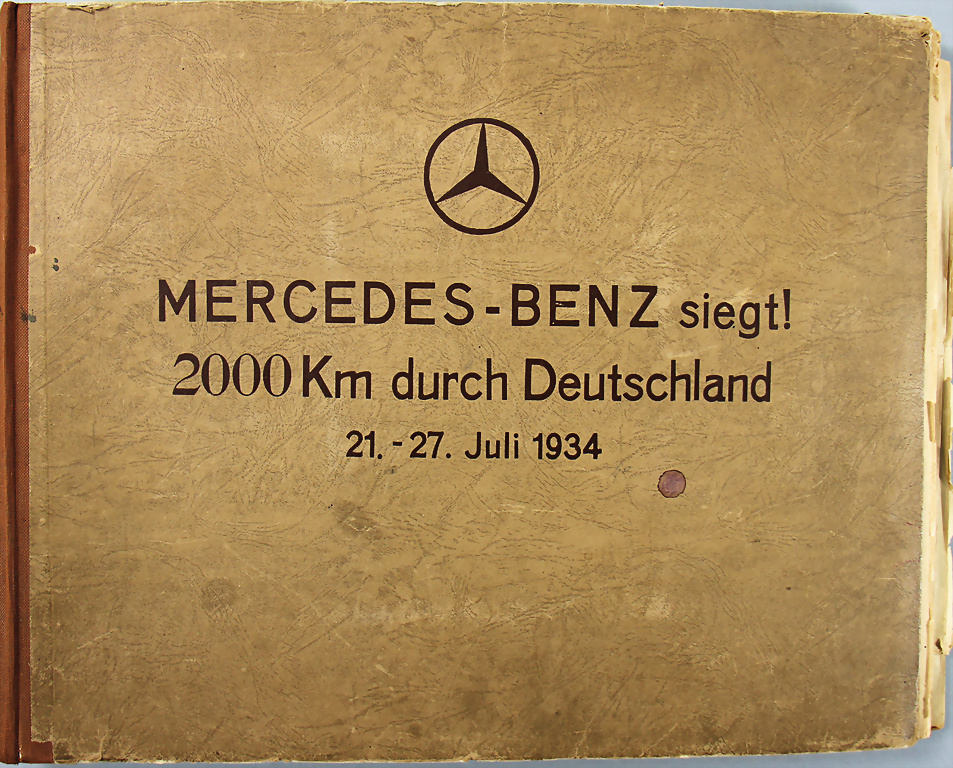 MERCEDES-BENZ siegt!
2000 Km durch Deutschland
21.-27. Juli 1934